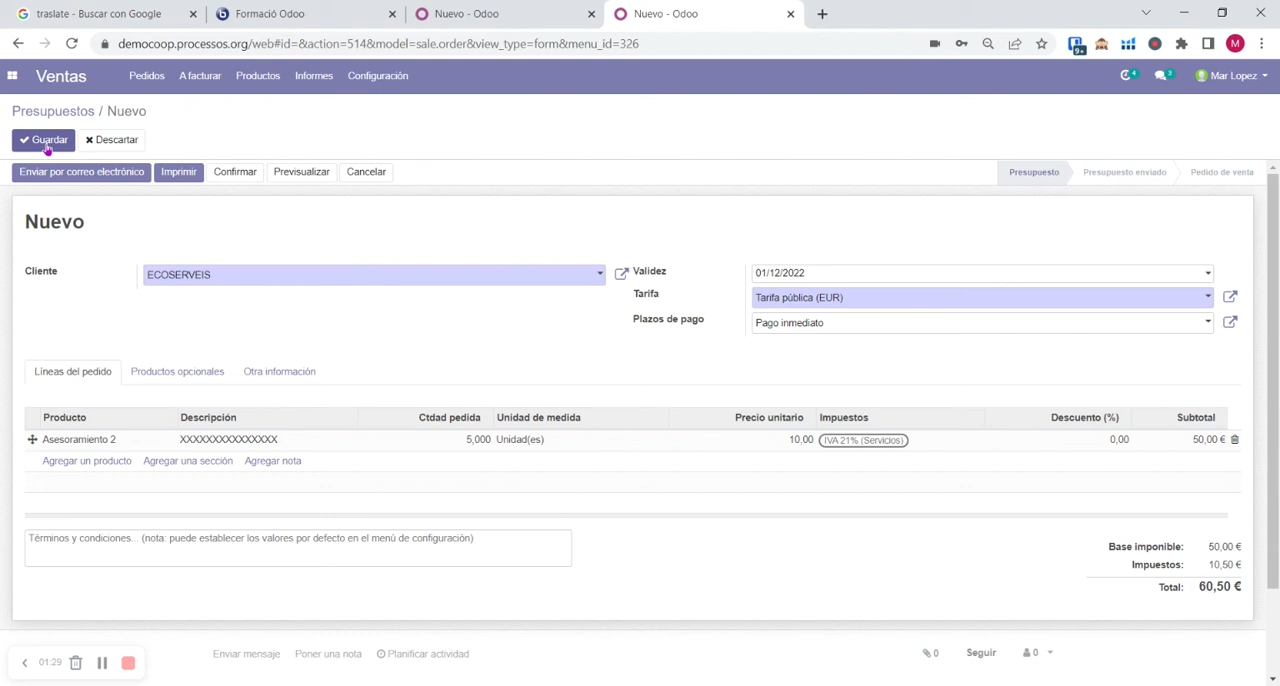 traslate - Buscar con Google
Formació Odoo
Nuevo - Odoo
Nuevo - Odoo
democoop.processos.org/web#id=&action=514&model=sale.order&view_type=form&menu_id=326
9+
M
Ventas
Pedidos
A facturar
Productos
Informes
Configuración
4
3
Mar Lopez
Presupuestos / Nuevo
Guardar
Descartar
Enviar por correo electrónico
Imprimir
Confirmar
Previsualizar
Cancelar
Presupuesto
Presupuesto enviado
Pedido de venta
Nuevo
Cliente
ECOSERVEIS
Validez
01/12/2022
Tarifa
Tarifa pública (EUR)
Plazos de pago
Pago inmediato
Líneas del pedido
Productos opcionales
Otra información
Producto Descripción Ctdad pedida Unidad de medida Precio unitario Impuestos Descuento (%) Subtotal
Asesoramiento 2 XXXXXXXXXXXXXXX 5,000 Unidad(es) 10,00 IVA 21% (Servicios) 0,00 50,00 €
Agregar un producto Agregar una sección Agregar nota
Términos y condiciones... (nota: puede establecer los valores por defecto en el menú de configuración)
Base imponible: 50,00 €
Impuestos: 10,50 €
Total: 60,50 €
Enviar mensaje
Poner una nota
Planificar actividad
0
Seguir
0
01:29